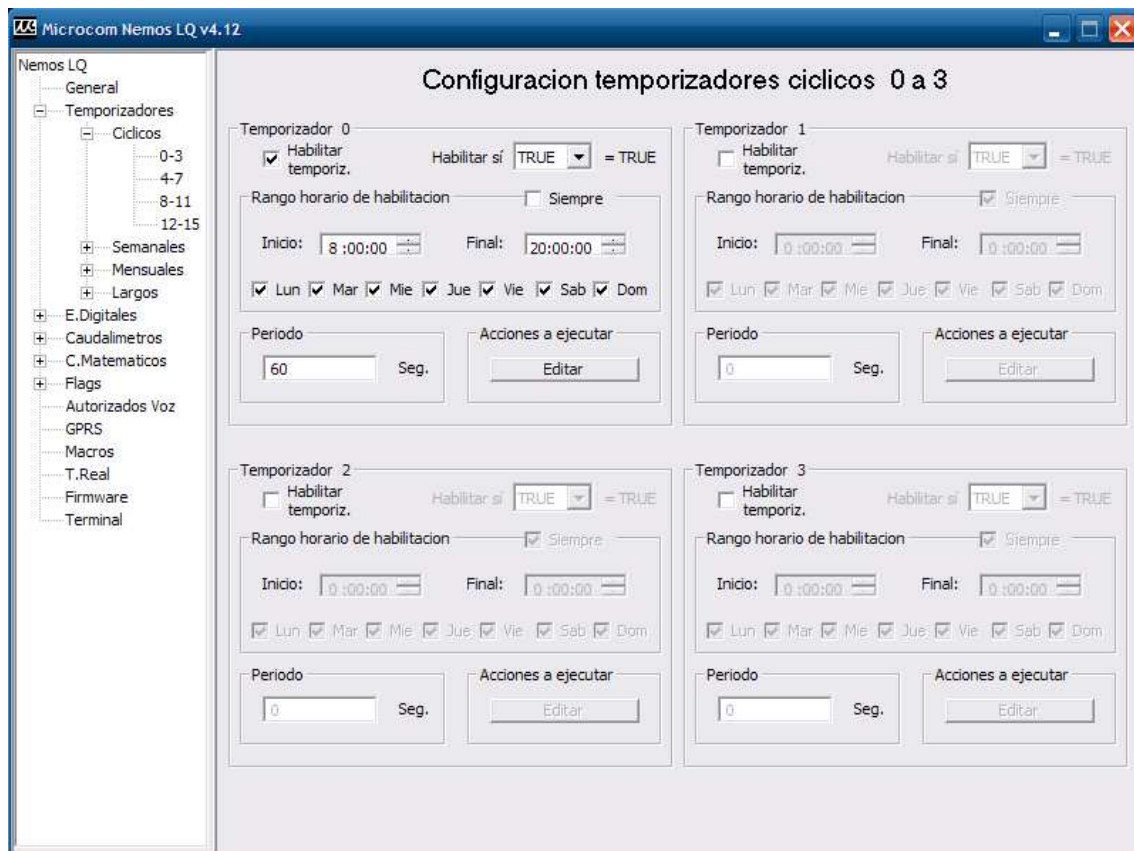 Microcom Nemos LQ v4.12
Nemos LQ
General
Temporizadores
Ciclicos
0-3
4-7
8-11
12-15
Semanales
Mensuales
Largos
E.Digitales
Caudalimetros
C.Matematicos
Flags
Autorizados Voz
GPRS
Macros
T.Real
Firmware
Terminal
Configuracion temporizadores ciclicos 0 a 3
Temporizador 0
Habilitar
temporiz.
Habilitar sí TRUE = TRUE
Rango horario de habilitacion Siempre
Inicio: 8 :00:00 Final: 20:00:00
Lun Mar Mie Jue Vie Sab Dom
Periodo
60 Seg.
Acciones a ejecutar
Editar
Temporizador 1
Habilitar
temporiz.
Habilitar sí TRUE = TRUE
Rango horario de habilitacion Siempre
Inicio: 0 :00:00 Final: 0 :00:00
Lun Mar Mie Jue Vie Sab Dom
Periodo
0 Seg.
Acciones a ejecutar
Editar
Temporizador 2
Habilitar
temporiz.
Habilitar sí TRUE = TRUE
Rango horario de habilitacion Siempre
Inicio: 0 :00:00 Final: 0 :00:00
Lun Mar Mie Jue Vie Sab Dom
Periodo
0 Seg.
Acciones a ejecutar
Editar
Temporizador 3
Habilitar
temporiz.
Habilitar sí TRUE = TRUE
Rango horario de habilitacion Siempre
Inicio: 0 :00:00 Final: 0 :00:00
Lun Mar Mie Jue Vie Sab Dom
Periodo
0 Seg.
Acciones a ejecutar
Editar